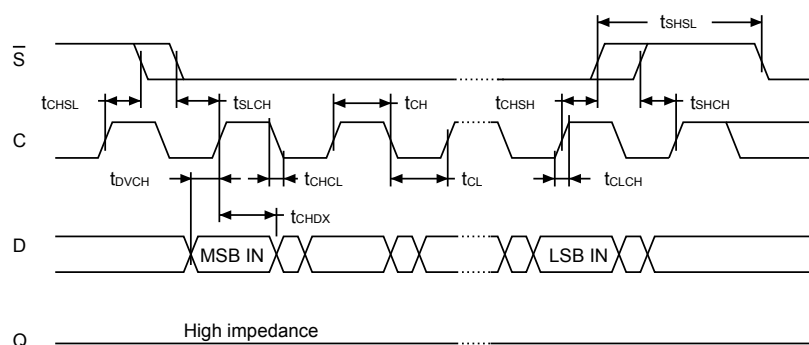 tSHSL
S
tCHSL
tSLCH
tCH
tCHSH
tSHCH
C
tDVCH
tCHCL
tCL
tCLCH
tCHDX
D
MSB IN
LSB IN
High impedance
Q